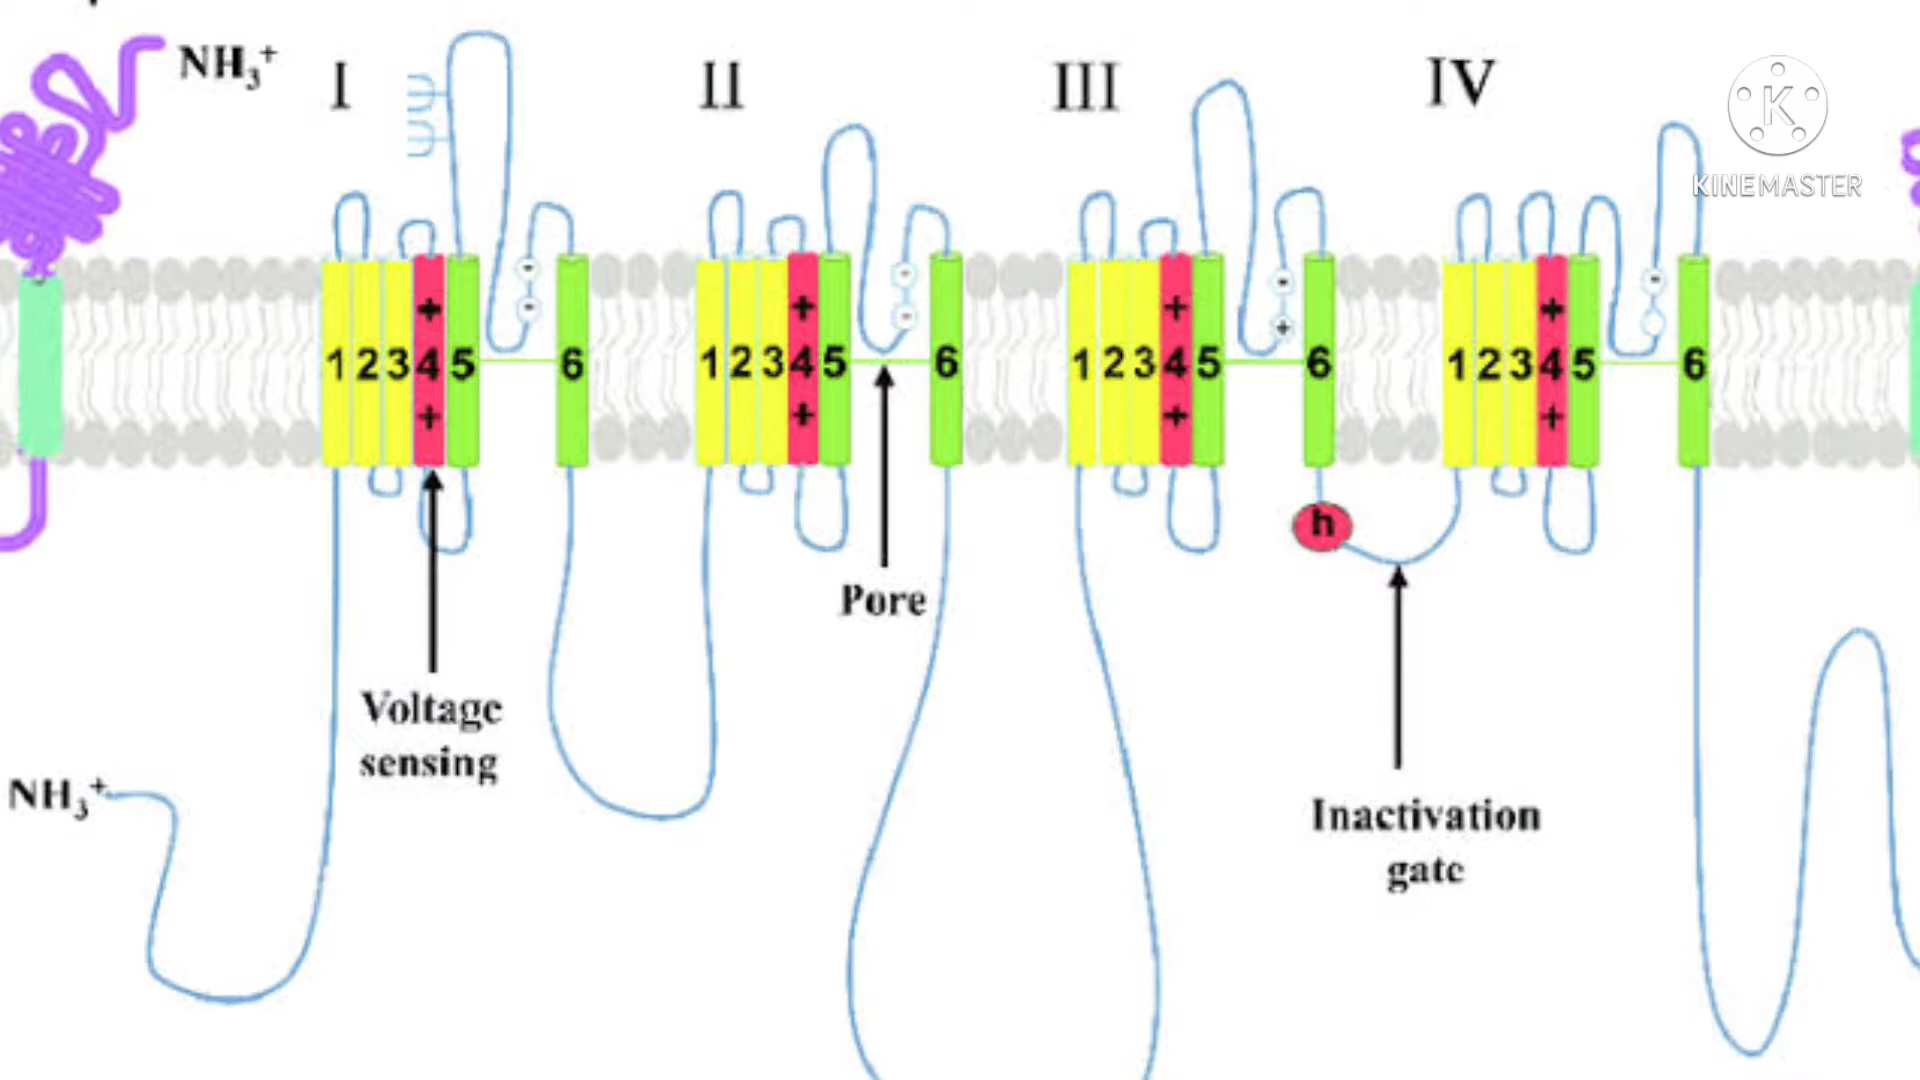 NH₃⁺
I
II
III
IV
K
KINEMASTER
- - - -
- - +
+ + + +
1 2 3 4 5 6 1 2 3 4 5 6 1 2 3 4 5 6 1 2 3 4 5 6
+ + + +
h
Pore
Voltage
sensing
NH₃⁺
Inactivation
gate